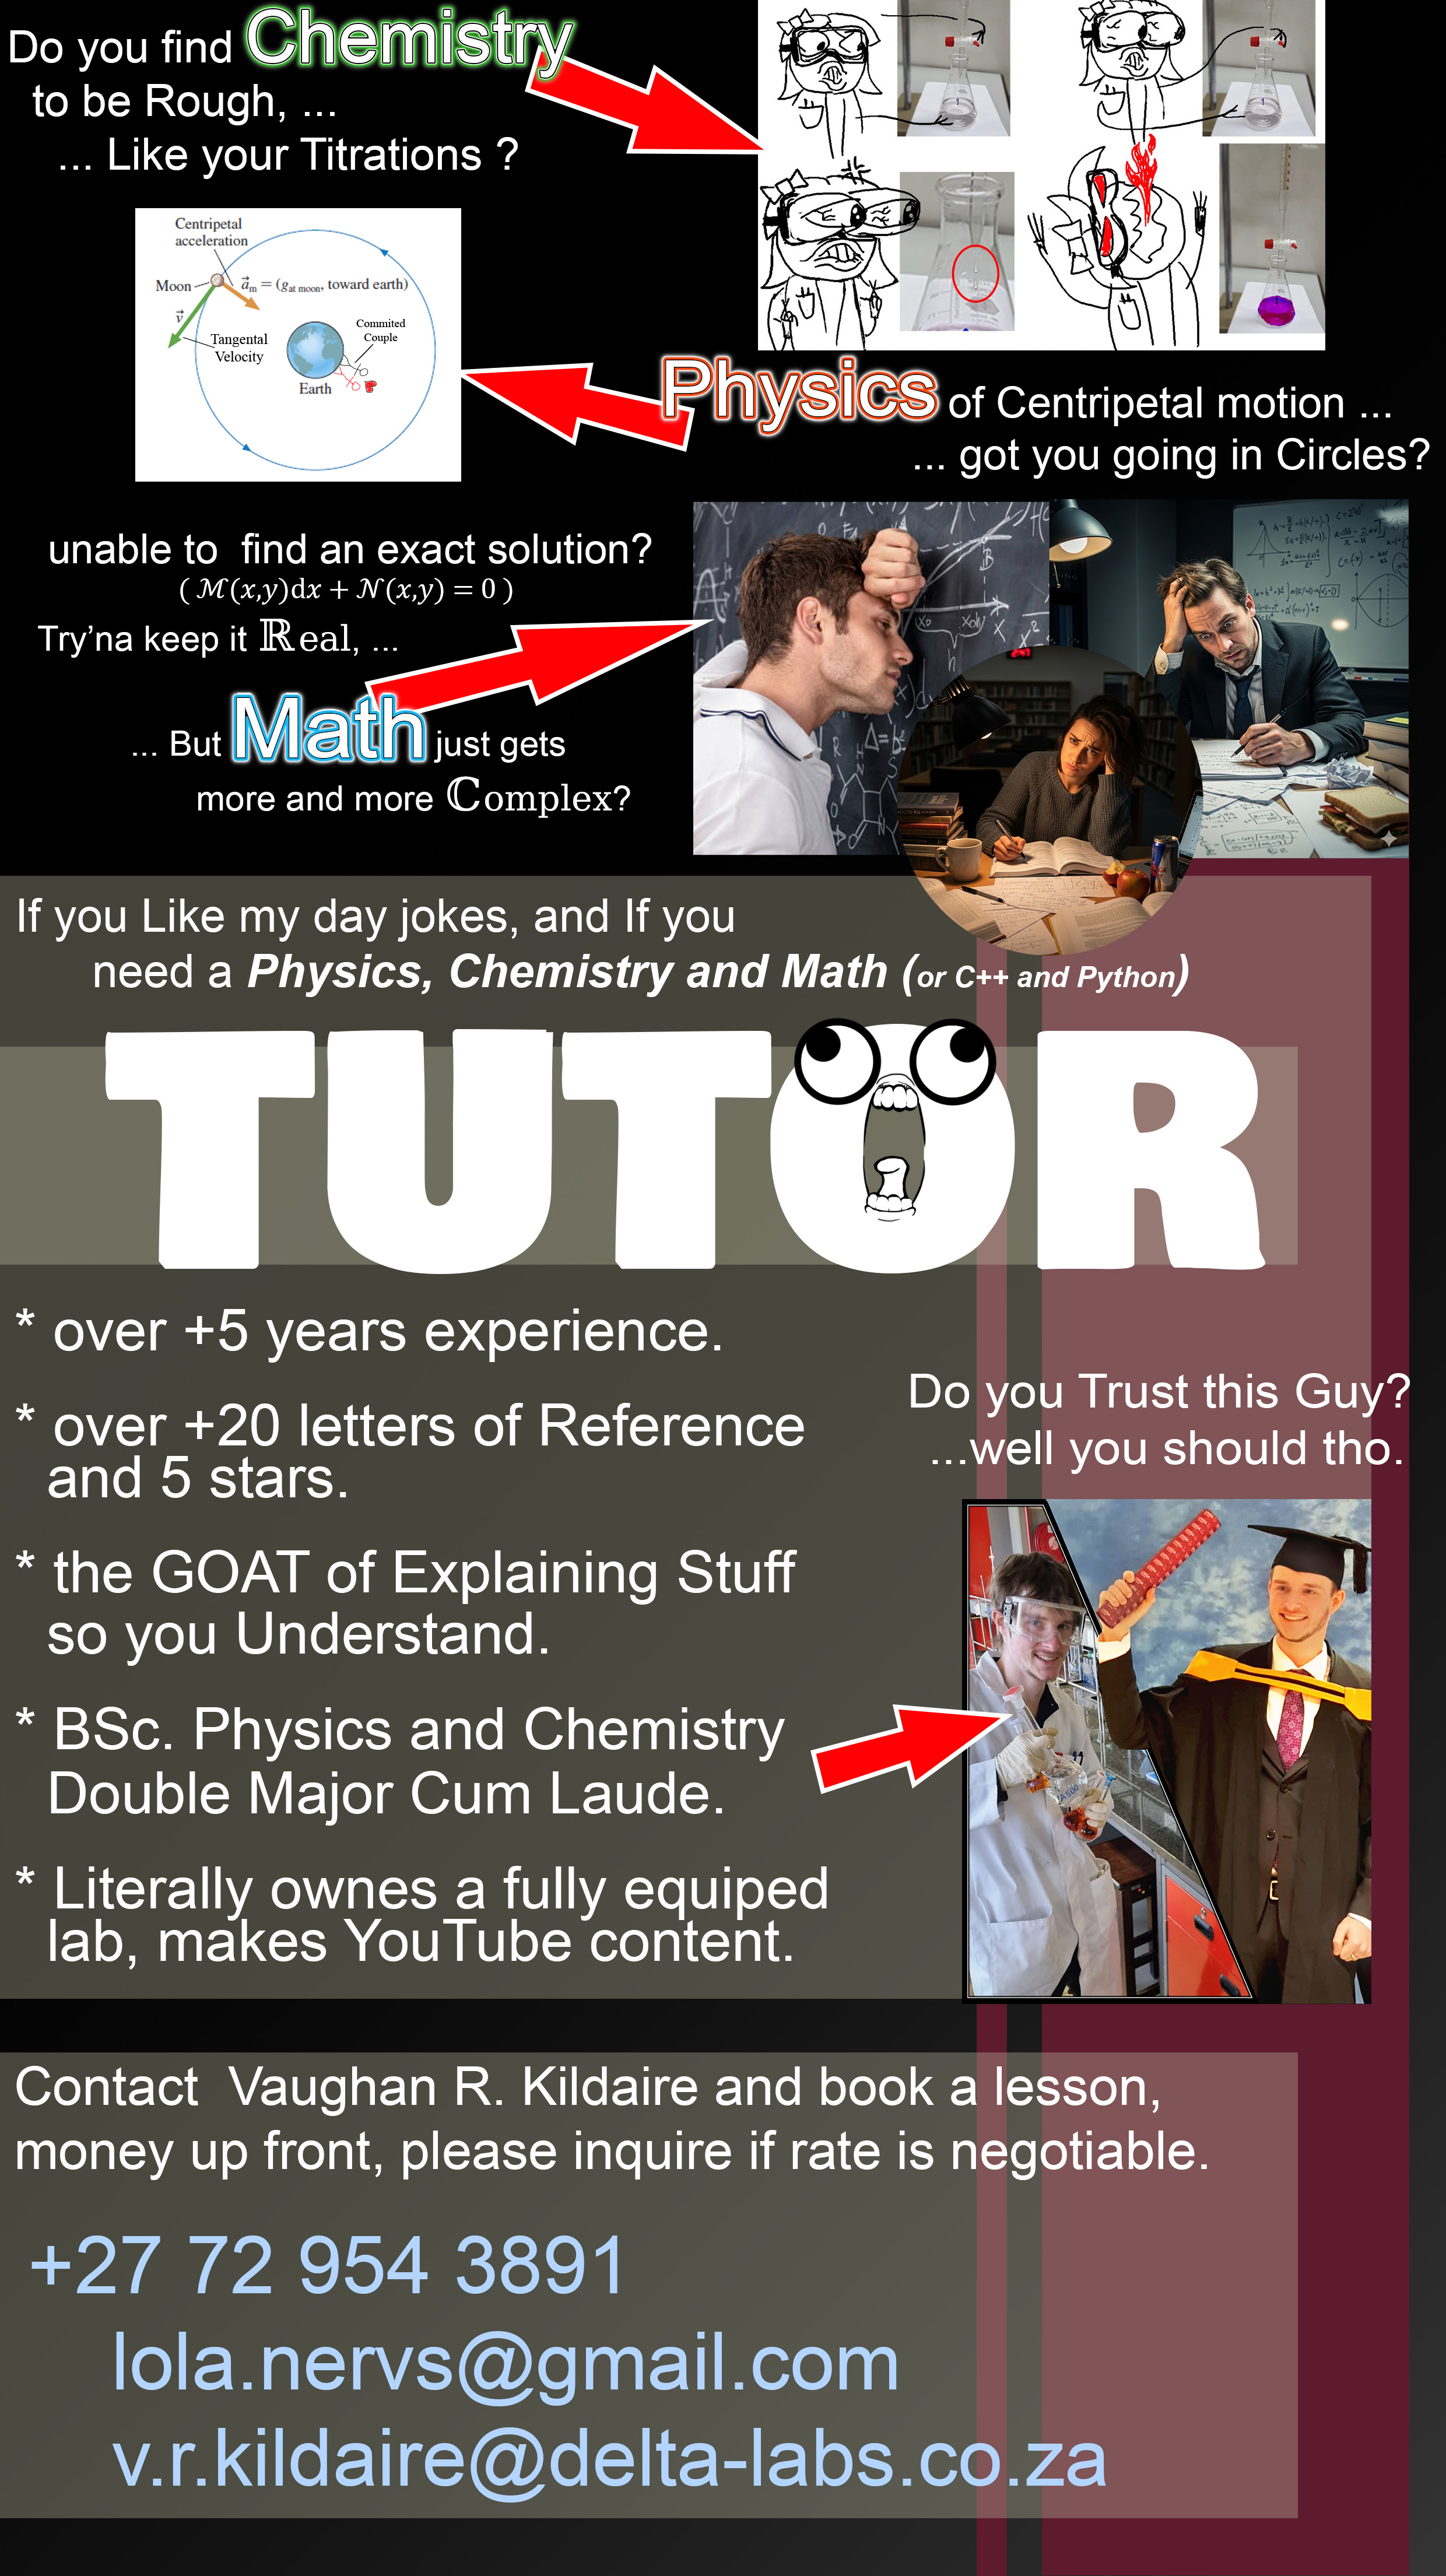 Do you find Chemistry
to be Rough, ...
... Like your Titrations ?
Centripetal
acceleration
Moon
a⃗m = (gat moon, toward earth)
v⃗
Tangental
Velocity
Commited
Couple
Earth
Physics of Centripetal motion ...
... got you going in Circles?
unable to find an exact solution?
( ℳ(x,y)dx + 𝒩(x,y) = 0 )
Try'na keep it ℝeal, ...
... But Math just gets
more and more ℂomplex?
If you Like my day jokes, and If you
need a Physics, Chemistry and Math (or C++ and Python)
TUTOR
* over +5 years experience.
* over +20 letters of Reference
and 5 stars.
* the GOAT of Explaining Stuff
so you Understand.
* BSc. Physics and Chemistry
Double Major Cum Laude.
* Literally ownes a fully equiped
lab, makes YouTube content.
Do you Trust this Guy?
...well you should tho.
Contact Vaughan R. Kildaire and book a lesson,
money up front, please inquire if rate is negotiable.
+27 72 954 3891
lola.nervs@gmail.com
v.r.kildaire@delta-labs.co.za